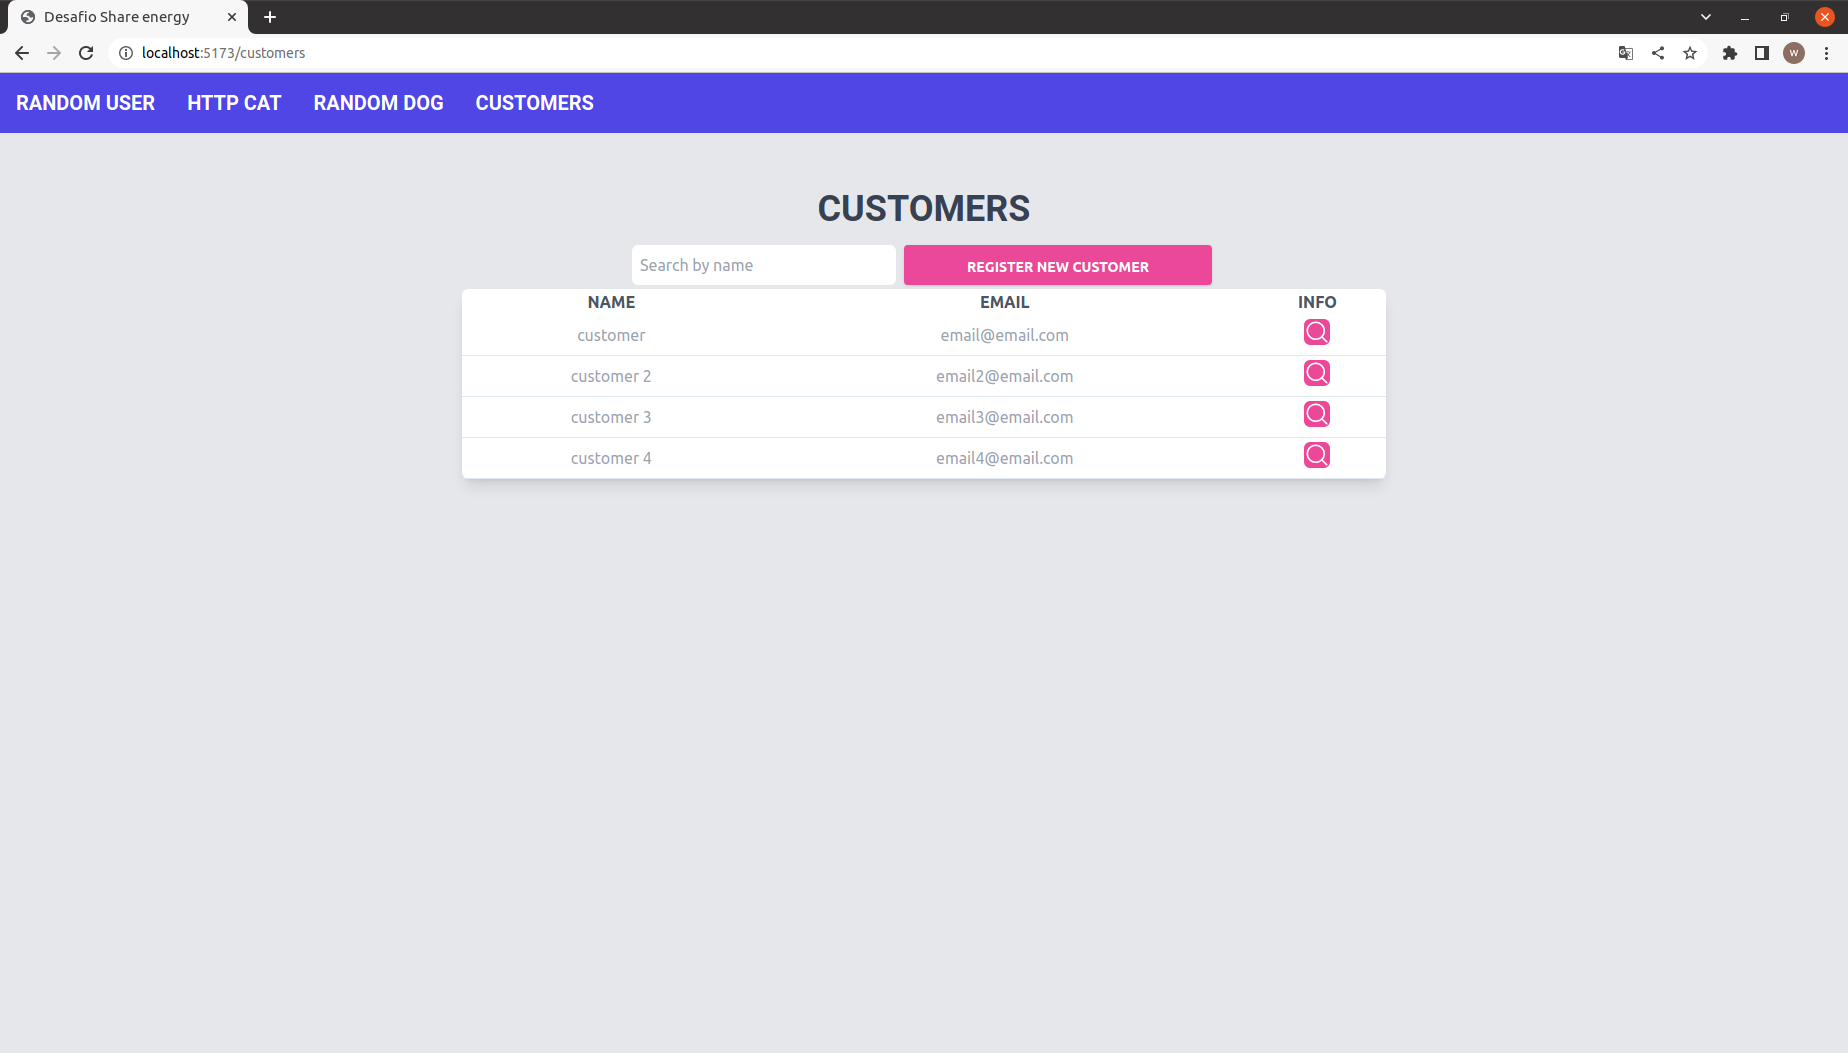 Desafio Share energy
localhost:5173/customers
W
RANDOM USER HTTP CAT RANDOM DOG CUSTOMERS
CUSTOMERS
Search by name REGISTER NEW CUSTOMER
NAME EMAIL INFO
customer email@email.com
customer 2 email2@email.com
customer 3 email3@email.com
customer 4 email4@email.com